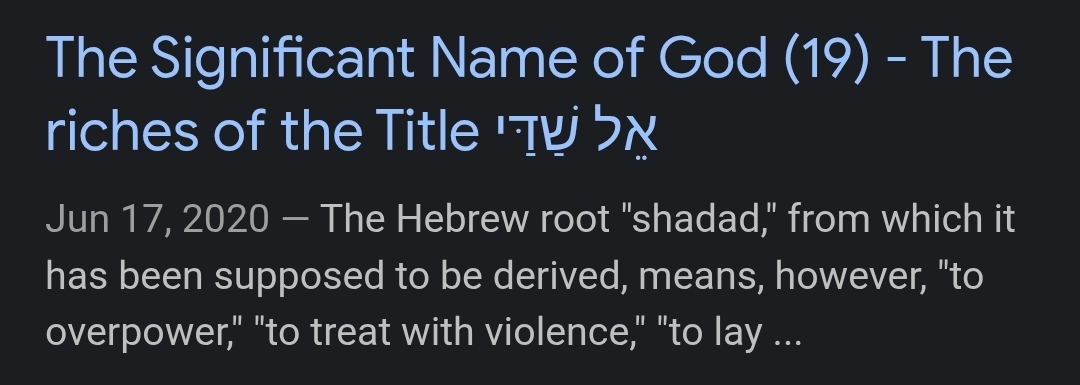 The Significant Name of God (19) - The
riches of the Title אֵל שַׁדַּי
Jun 17, 2020 — The Hebrew root "shadad," from which it
has been supposed to be derived, means, however, "to
overpower," "to treat with violence," "to lay ...